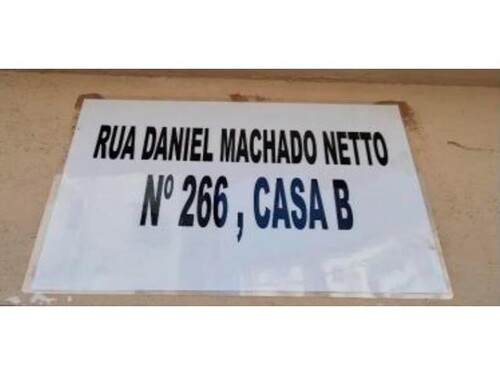 RUA DANIEL MACHADO NETTO
Nº 266 , CASA B